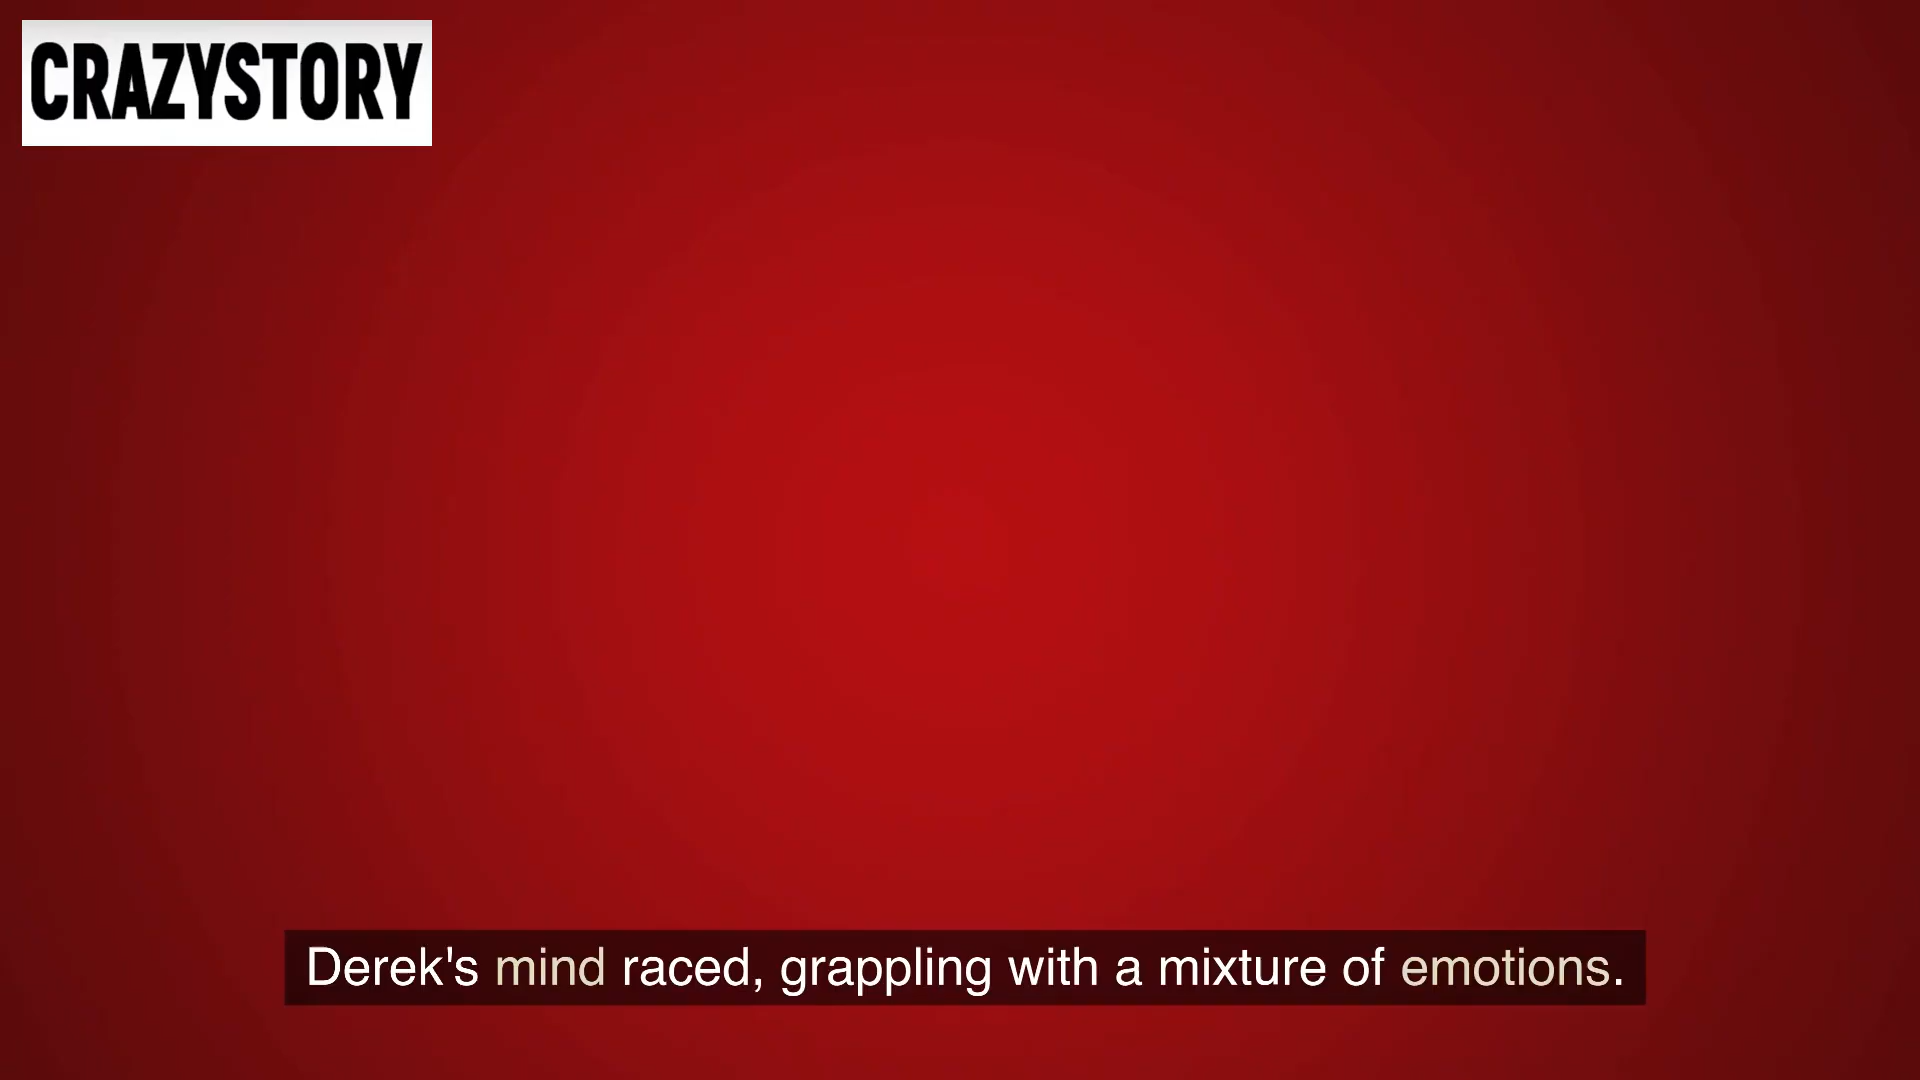 CRAZYSTORY
Derek's mind raced, grappling with a mixture of emotions.